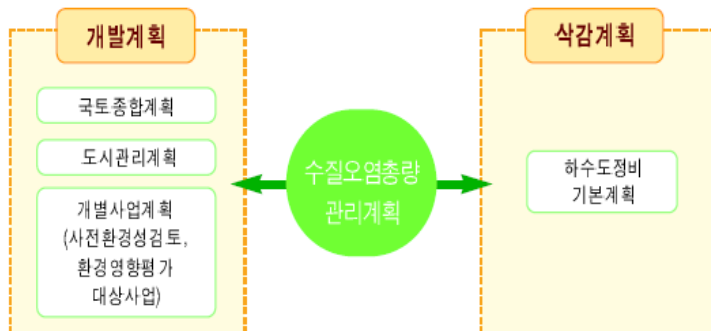 개발계획
국토종합계획
도시관리계획
개별사업계획
(사전환경성검토,
환경영향평가
대상사업)
수질오염총량
관리계획
삭감계획
하수도정비
기본계획